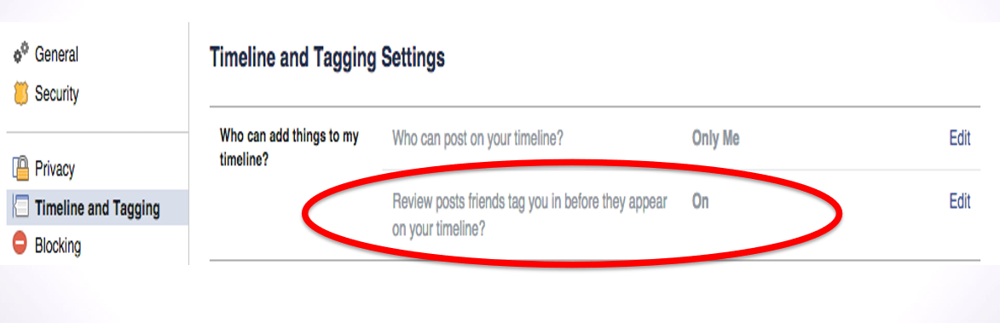 General
Security
Privacy
Timeline and Tagging
Blocking
Timeline and Tagging Settings
Who can add things to my
timeline?
Who can post on your timeline?
Only Me
Edit
Review posts friends tag you in before they appear
on your timeline?
On
Edit